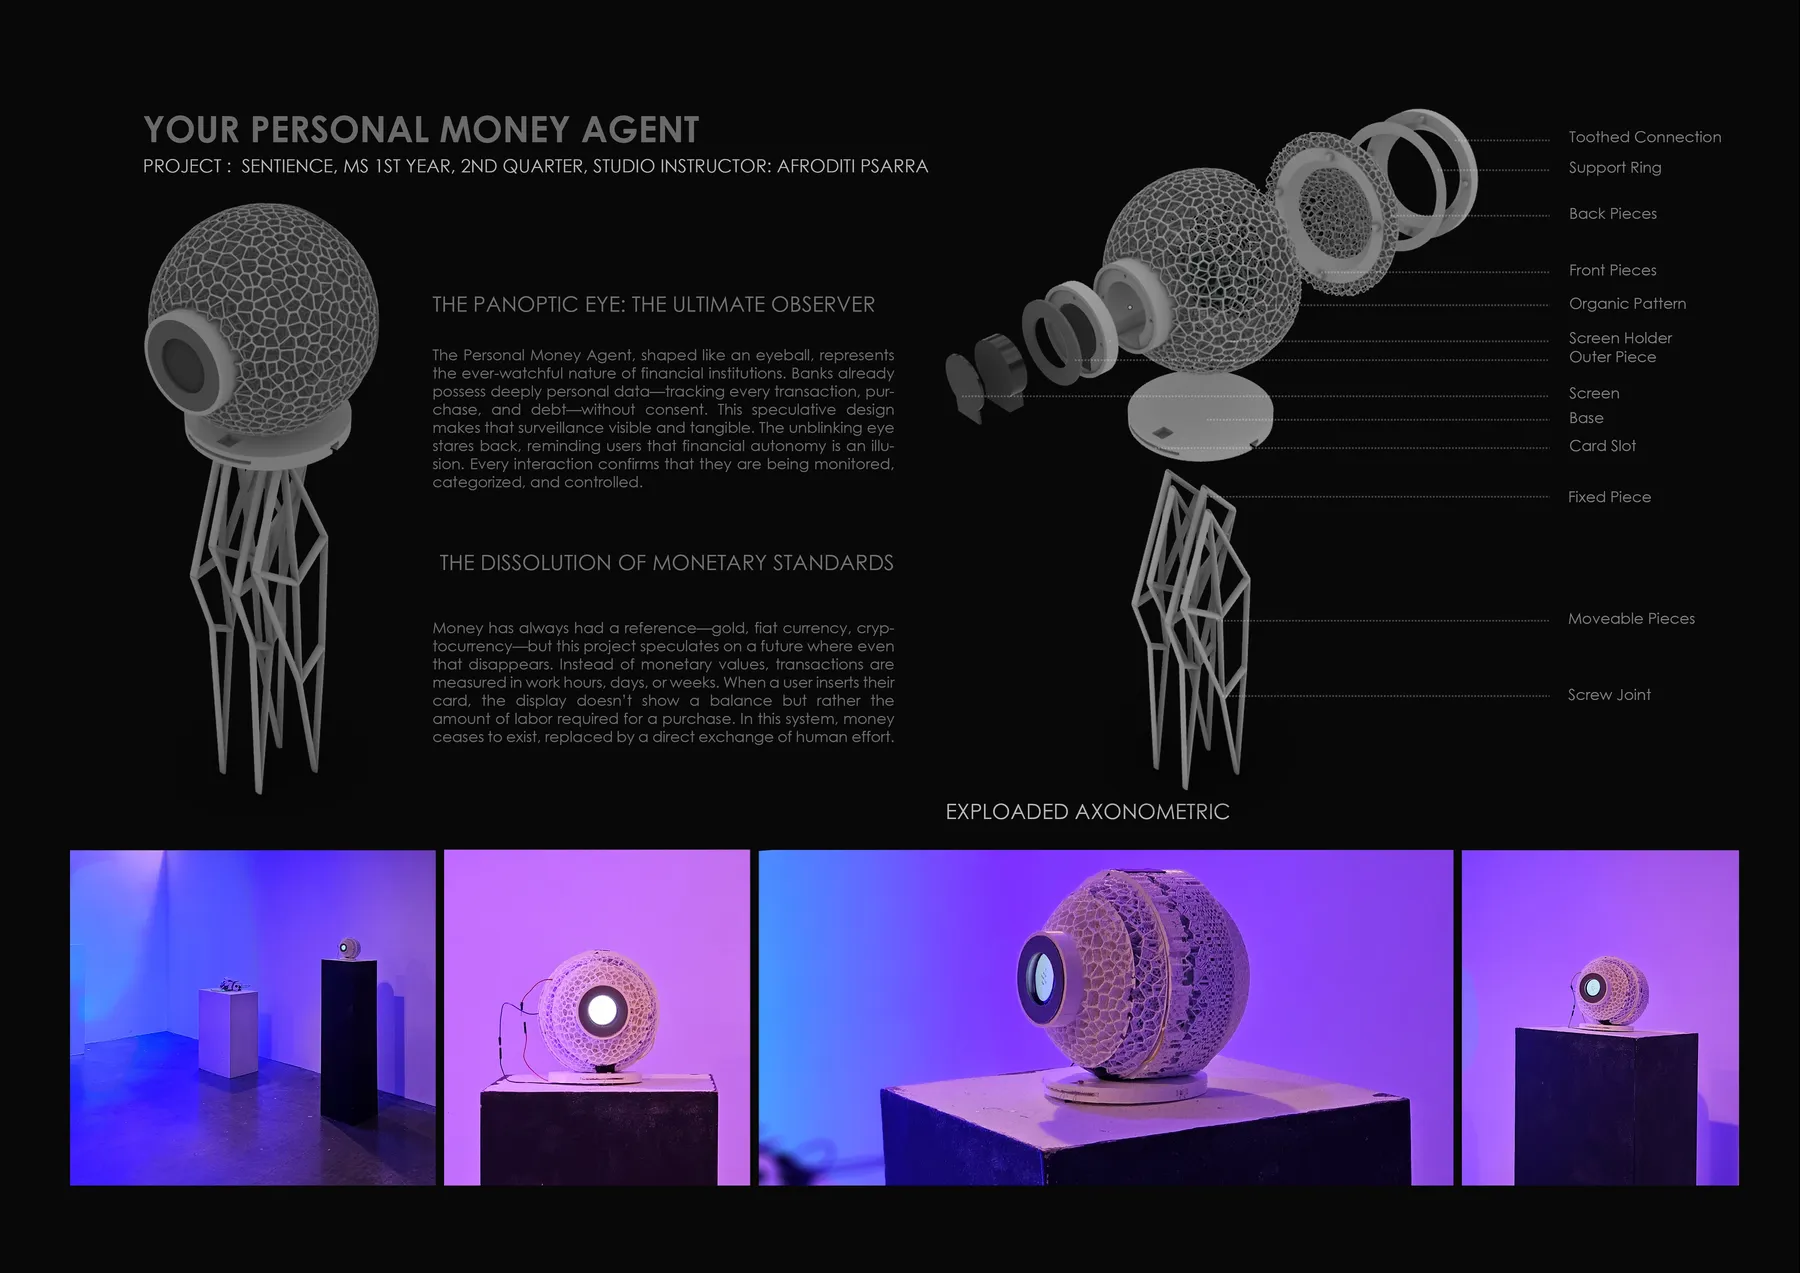 YOUR PERSONAL MONEY AGENT
PROJECT : SENTIENCE, MS 1ST YEAR, 2ND QUARTER, STUDIO INSTRUCTOR: AFRODITI PSARRA
THE PANOPTIC EYE: THE ULTIMATE OBSERVER
The Personal Money Agent, shaped like an eyeball, represents
the ever-watchful nature of financial institutions. Banks already
possess deeply personal data—tracking every transaction, pur-
chase, and debt—without consent. This speculative design
makes that surveillance visible and tangible. The unblinking eye
stares back, reminding users that financial autonomy is an illu-
sion. Every interaction confirms that they are being monitored,
categorized, and controlled.
THE DISSOLUTION OF MONETARY STANDARDS
Money has always had a reference—gold, fiat currency, cryp-
tocurrency—but this project speculates on a future where even
that disappears. Instead of monetary values, transactions are
measured in work hours, days, or weeks. When a user inserts their
card, the display doesn't show a balance but rather the
amount of labor required for a purchase. In this system, money
ceases to exist, replaced by a direct exchange of human effort.
Toothed Connection
Support Ring
Back Pieces
Front Pieces
Organic Pattern
Screen Holder
Outer Piece
Screen
Base
Card Slot
Fixed Piece
Moveable Pieces
Screw Joint
EXPLOADED AXONOMETRIC